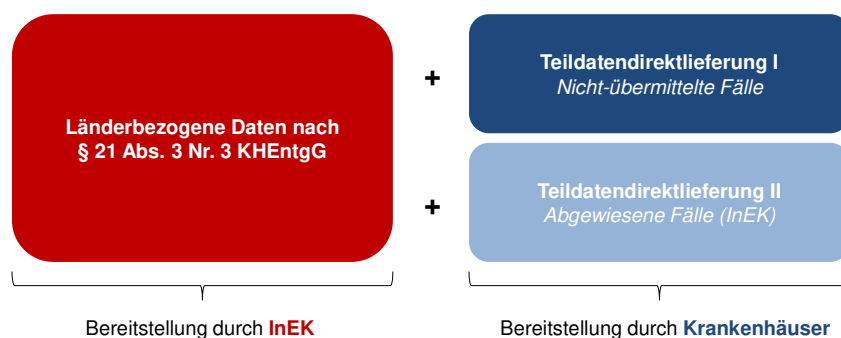 Länderbezogene Daten nach
§ 21 Abs. 3 Nr. 3 KHEntgG
+
Teildatendirektlieferung I
Nicht-übermittelte Fälle
+
Teildatendirektlieferung II
Abgewiesene Fälle (InEK)
Bereitstellung durch InEK
Bereitstellung durch Krankenhäuser